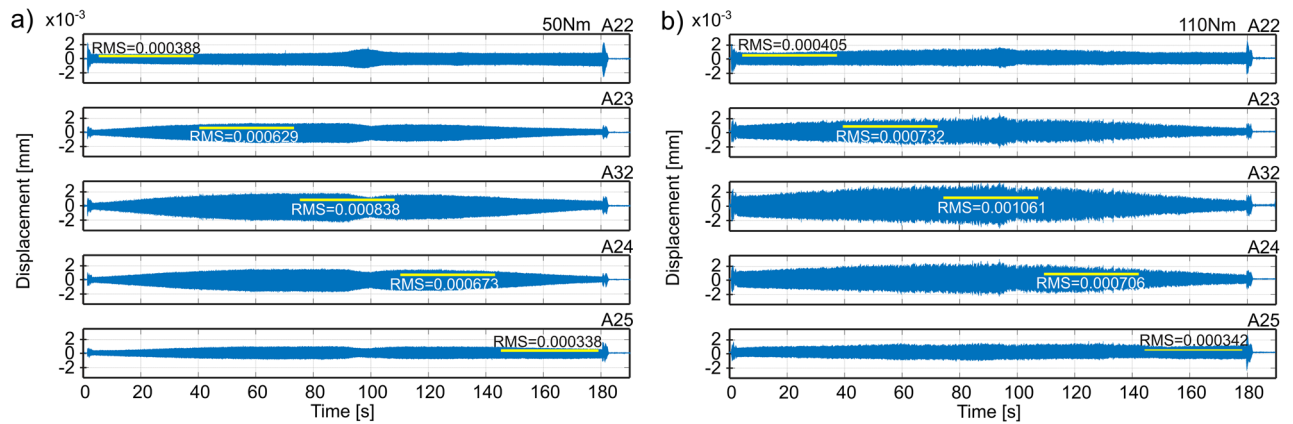 a)
x10⁻³
50Nm A22
2
0
-2
RMS=0.000388
A23
2
0
-2
RMS=0.000629
A32
2
0
-2
RMS=0.000838
A24
2
0
-2
RMS=0.000673
A25
2
0
-2
RMS=0.000338
0 20 40 60 80 100 120 140 160 180
Time [s]
Displacement [mm]
b)
x10⁻³
110Nm A22
2
0
-2
RMS=0.000405
A23
2
0
-2
RMS=0.000732
A32
2
0
-2
RMS=0.001061
A24
2
0
-2
RMS=0.000706
A25
2
0
-2
RMS=0.000342
0 20 40 60 80 100 120 140 160 180
Time [s]
Displacement [mm]